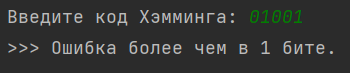 Введите код Хэмминга: 01001
>>> Ошибка более чем в 1 бите.